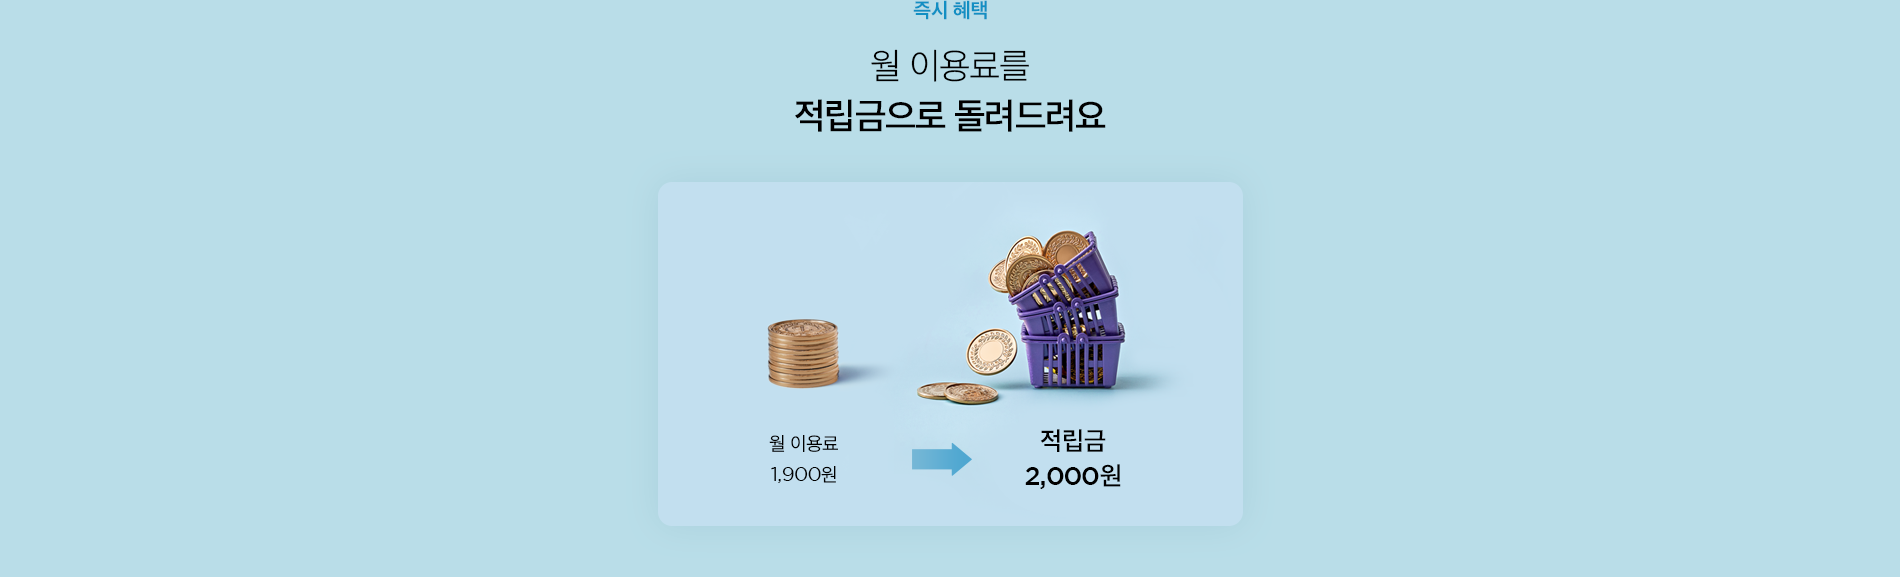 즉시 혜택
월 이용료를
적립금으로 돌려드려요
월 이용료
1,900원
적립금
2,000원